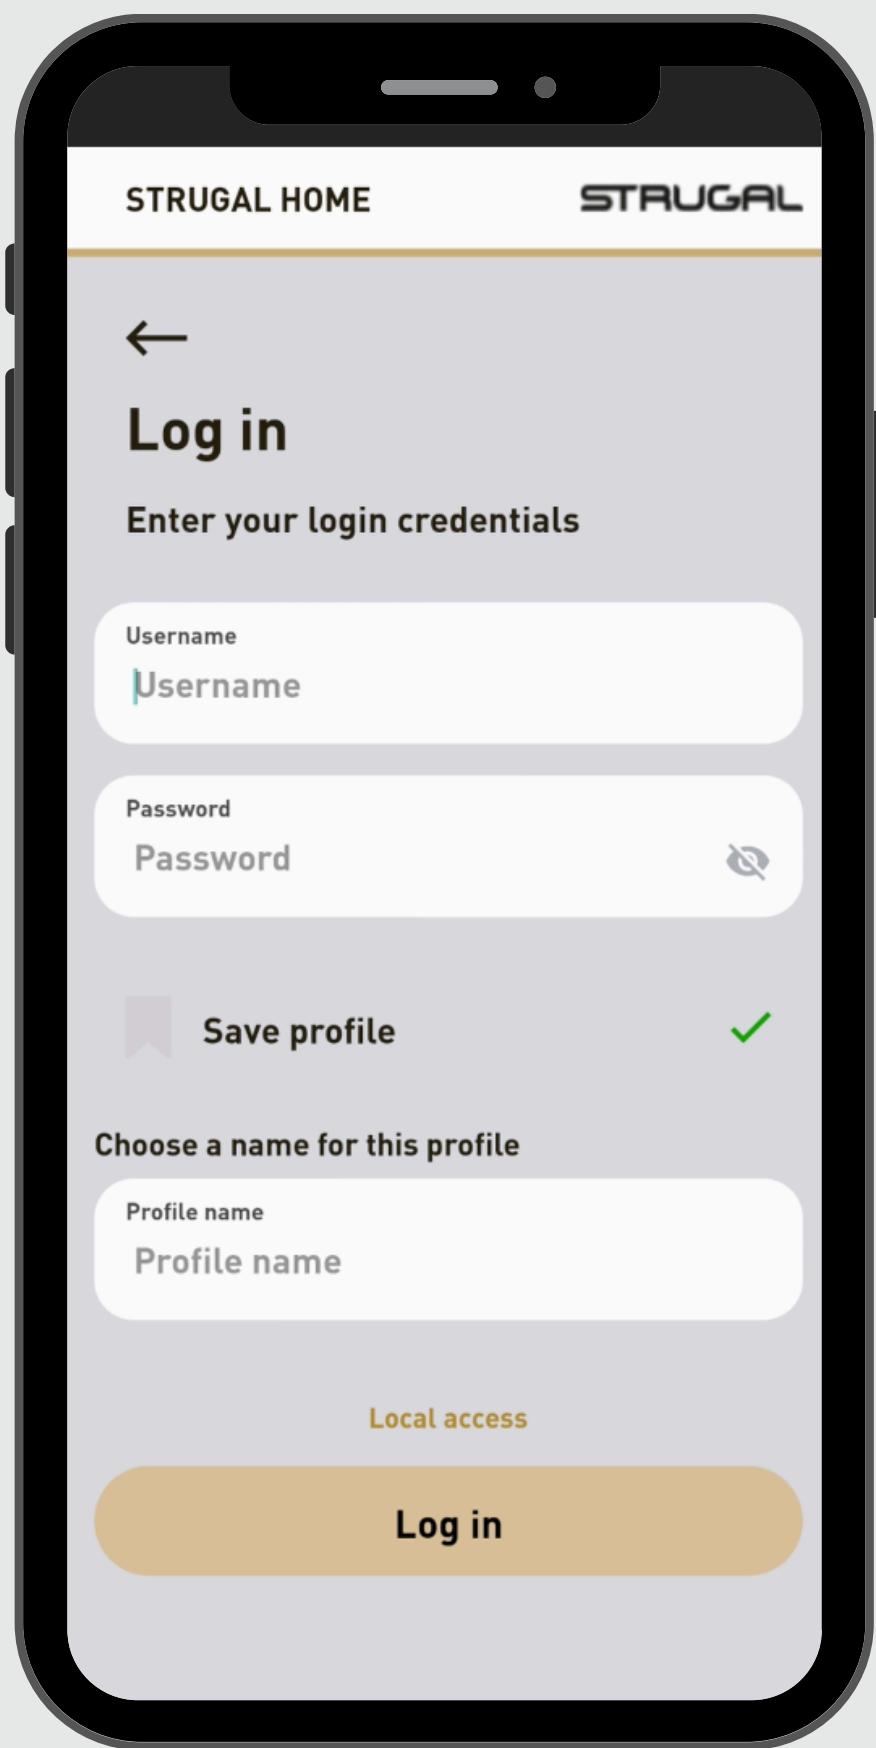 STRUGAL HOME
STRUGAL
Log in
Enter your login credentials
Username
Username
Password
Password
Save profile
Choose a name for this profile
Profile name
Profile name
Local access
Log in